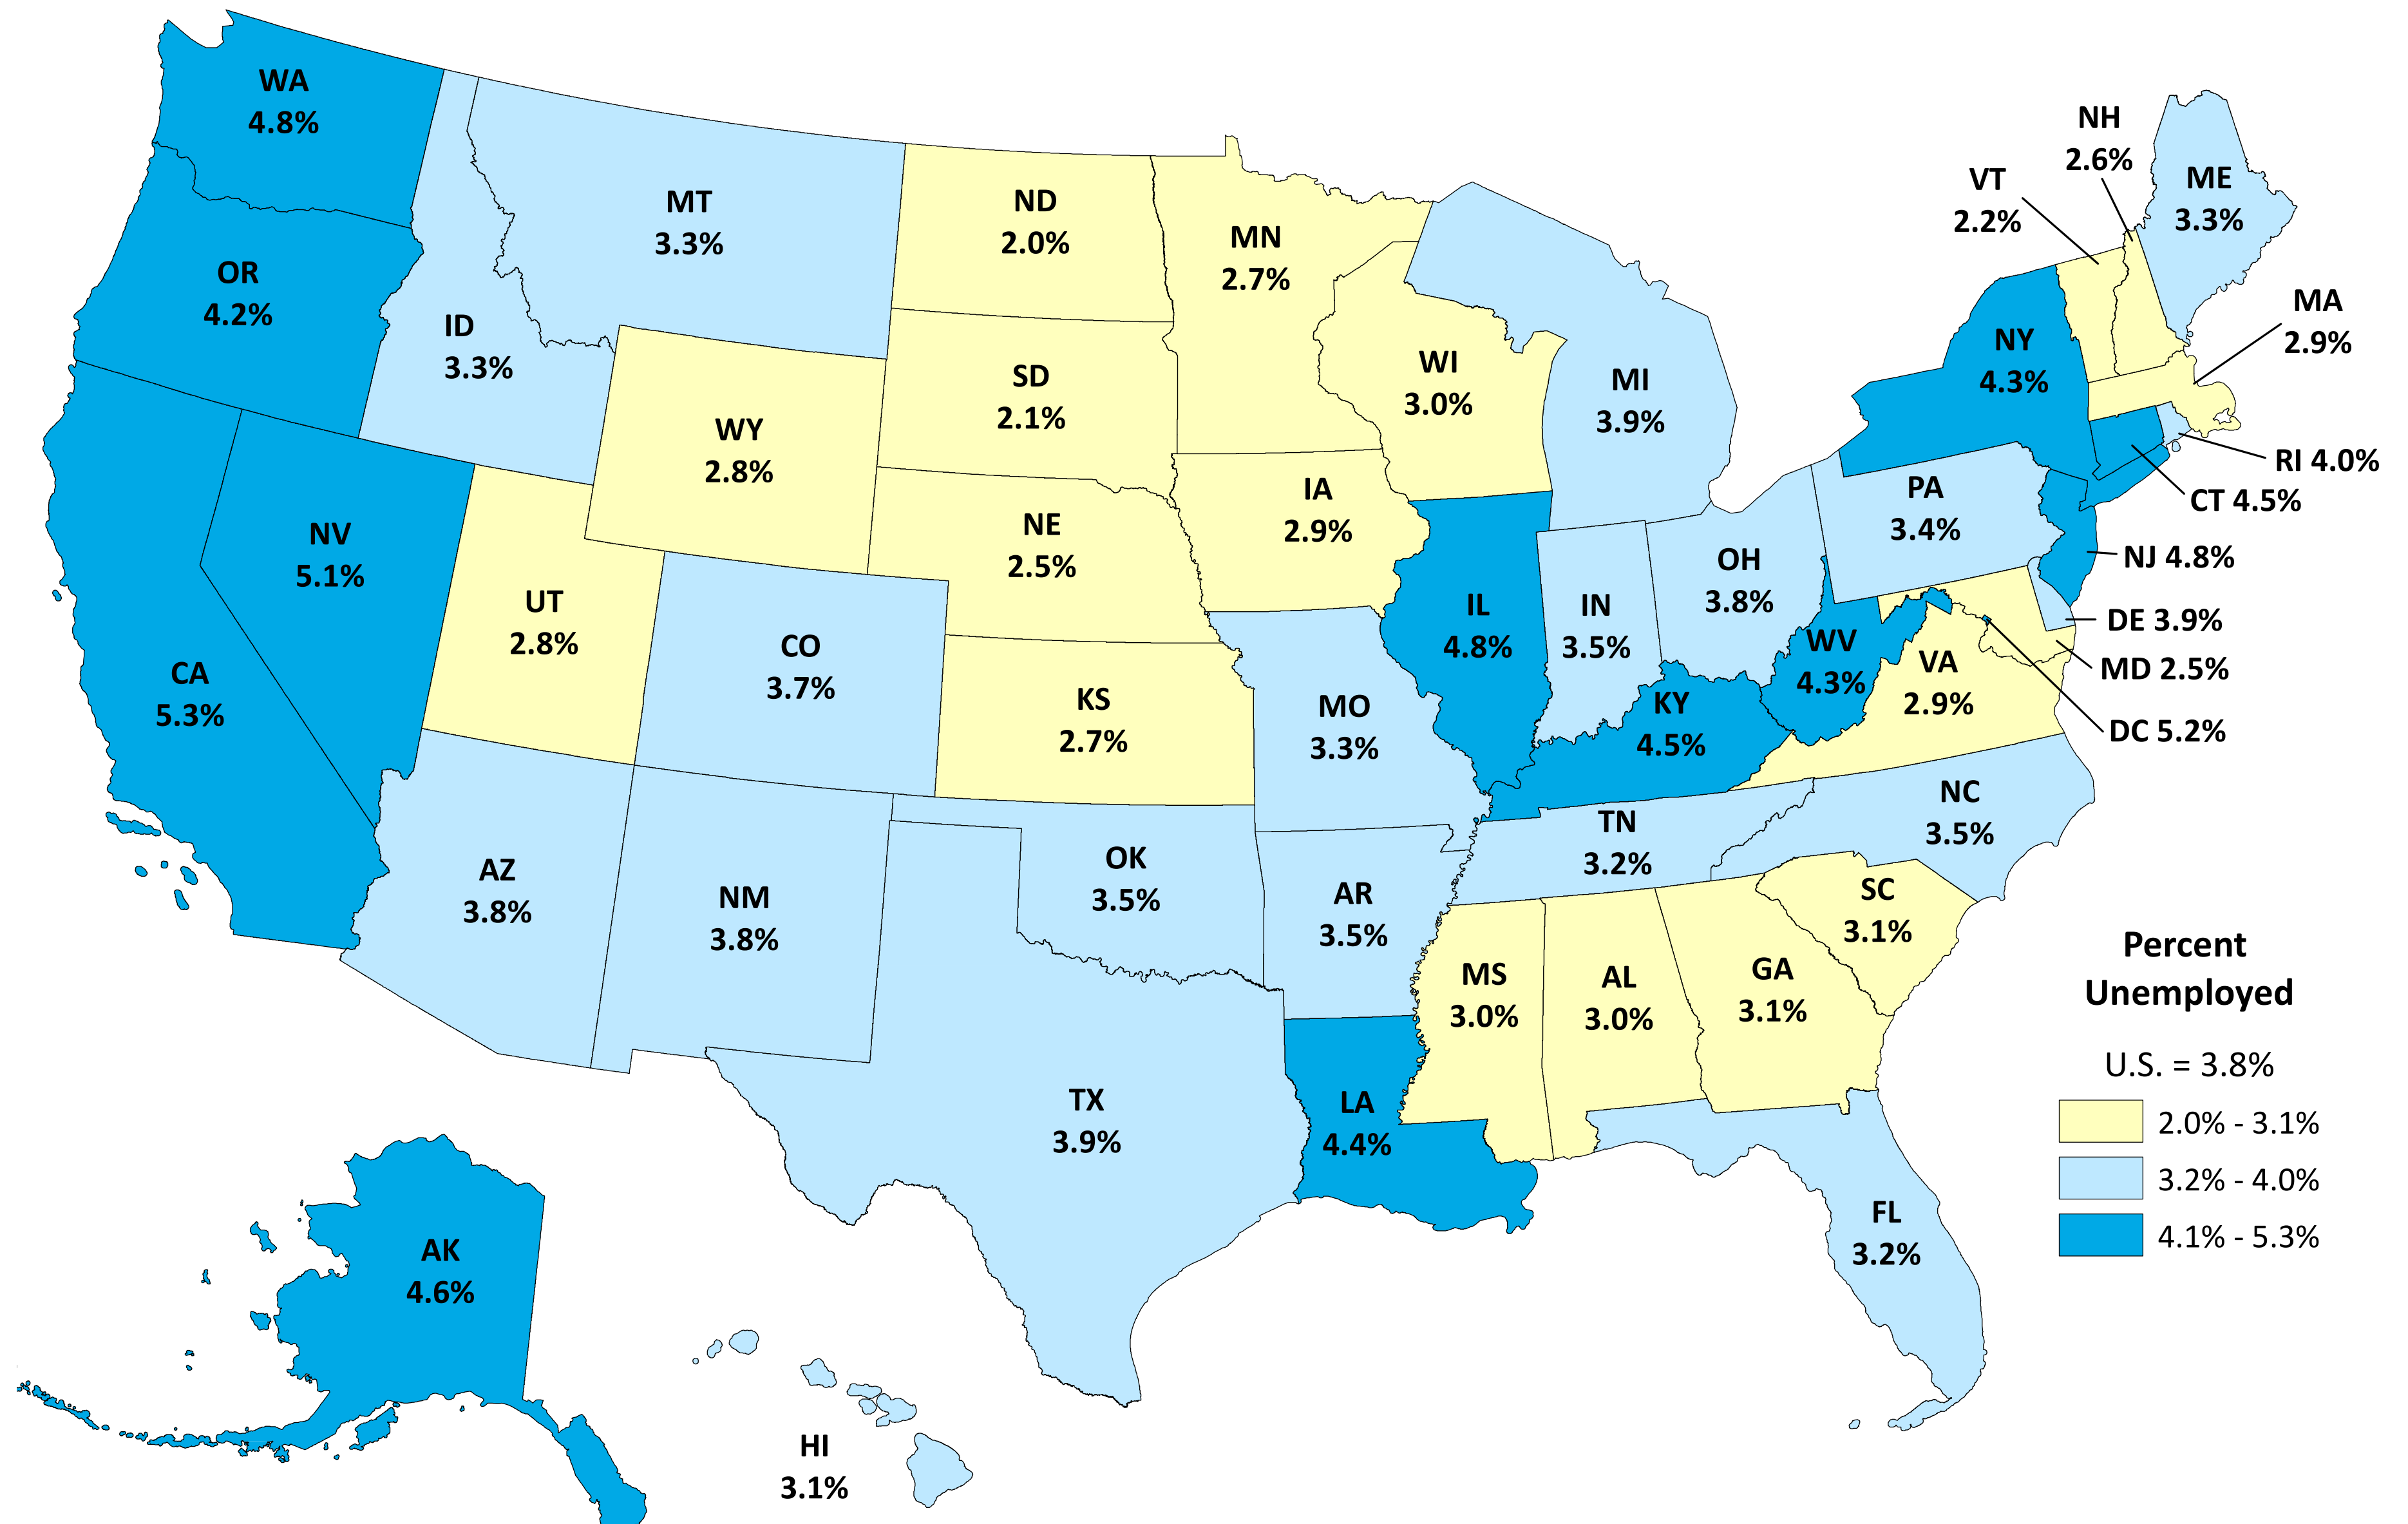 WA
4.8%
OR
4.2%
ID
3.3%
MT
3.3%
ND
2.0%
MN
2.7%
SD
2.1%
WY
2.8%
WI
3.0%
MI
3.9%
NE
2.5%
IA
2.9%
NV
5.1%
UT
2.8%
CA
5.3%
CO
3.7%
KS
2.7%
MO
3.3%
IL
4.8%
IN
3.5%
OH
3.8%
KY
4.5%
WV
4.3%
VA
2.9%
PA
3.4%
NY
4.3%
VT
2.2%
NH
2.6%
ME
3.3%
MA
2.9%
RI 4.0%
CT 4.5%
NJ 4.8%
DE 3.9%
MD 2.5%
DC 5.2%
NC
3.5%
TN
3.2%
SC
3.1%
AZ
3.8%
NM
3.8%
OK
3.5%
AR
3.5%
MS
3.0%
AL
3.0%
GA
3.1%
TX
3.9%
LA
4.4%
FL
3.2%
AK
4.6%
HI
3.1%
Percent
Unemployed
U.S. = 3.8%
2.0% - 3.1%
3.2% - 4.0%
4.1% - 5.3%